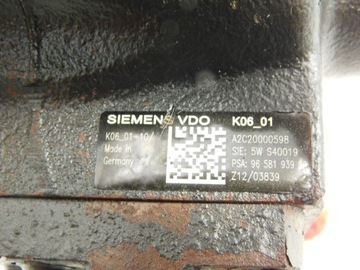 SIEMENS VDO K06_01
K06_01-10/ A2C20000598
Made in SIE: 5W S40019
Germany PSA: 96 581 939
Z12/03839